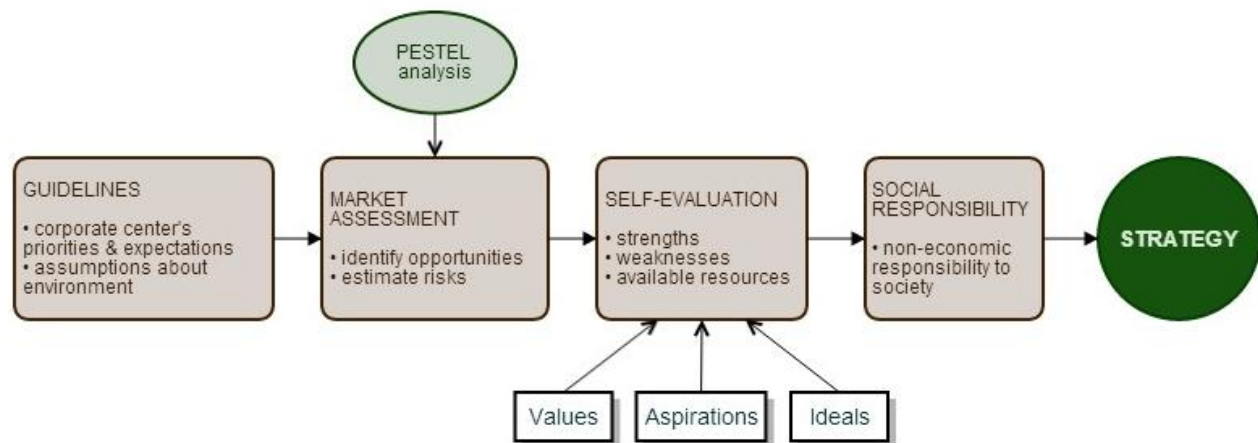 PESTEL
analysis
GUIDELINES
• corporate center's
priorities & expectations
• assumptions about
environment
MARKET
ASSESSMENT
• identify opportunities
• estimate risks
SELF-EVALUATION
• strengths
• weaknesses
• available resources
SOCIAL
RESPONSIBILITY
• non-economic
responsibility to
society
STRATEGY
Values
Aspirations
Ideals